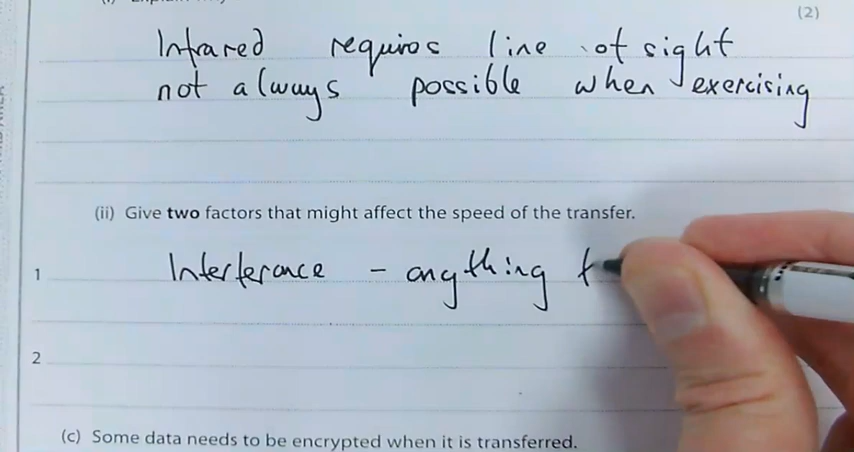 (2)
Infrared requires line of sight
not always possible when exercising
(ii) Give two factors that might affect the speed of the transfer.
1 Interferance - anything t
2
(c) Some data needs to be encrypted when it is transferred.